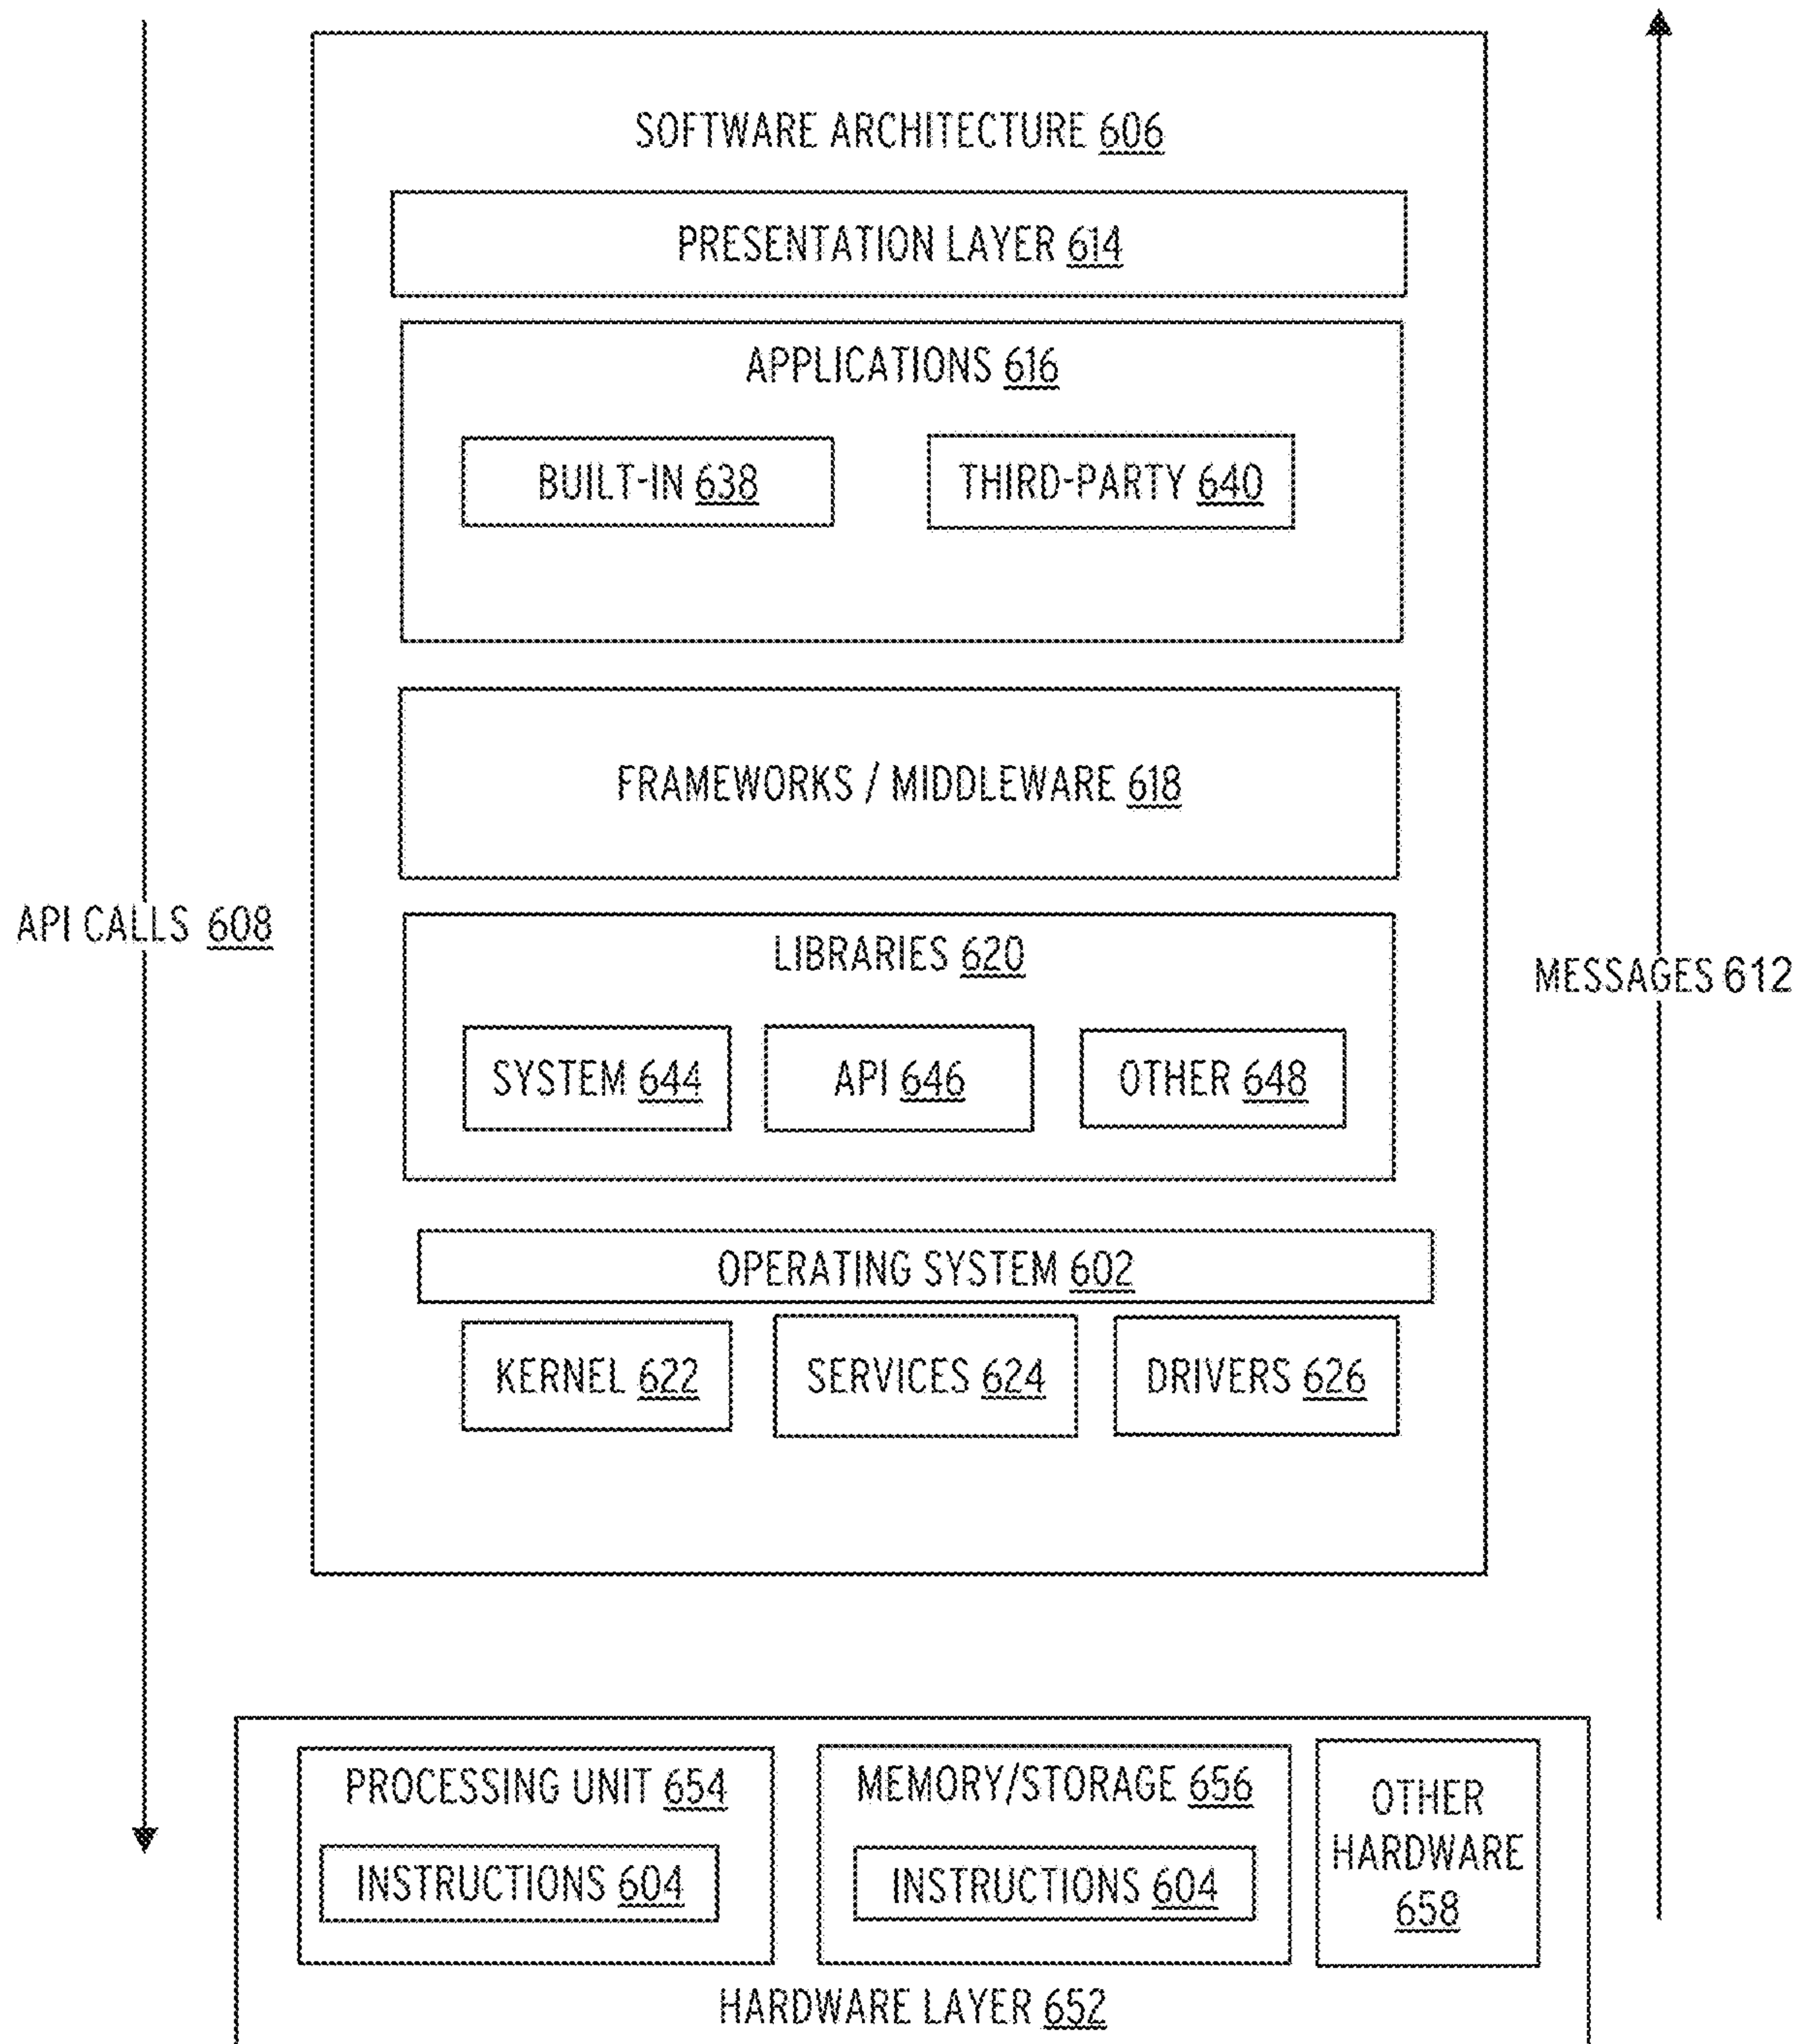 SOFTWARE ARCHITECTURE 606
PRESENTATION LAYER 614
APPLICATIONS 616
BUILT-IN 638
THIRD-PARTY 640
FRAMEWORKS / MIDDLEWARE 618
API CALLS 608
LIBRARIES 620
MESSAGES 612
SYSTEM 644
API 646
OTHER 648
OPERATING SYSTEM 602
KERNEL 622
SERVICES 624
DRIVERS 626
PROCESSING UNIT 654
INSTRUCTIONS 604
MEMORY/STORAGE 656
INSTRUCTIONS 604
OTHER
HARDWARE
658
HARDWARE LAYER 652